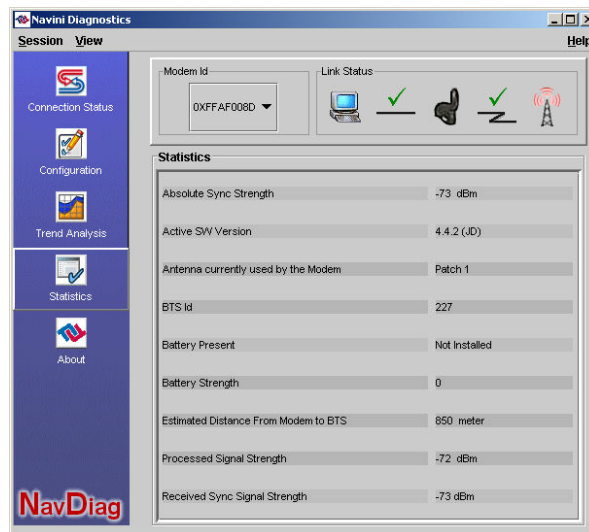 Navini Diagnostics
Session View Help
Modem Id
0XFFAF008D
Link Status
Connection Status
Configuration
Trend Analysis
Statistics
About
NavDiag
Statistics
Absolute Sync Strength -73 dBm
Active SW Version 4.4.2 (JD)
Antenna currently used by the Modem Patch 1
BTS Id 227
Battery Present Not Installed
Battery Strength 0
Estimated Distance From Modem to BTS 850 meter
Processed Signal Strength -72 dBm
Received Sync Signal Strength -73 dBm